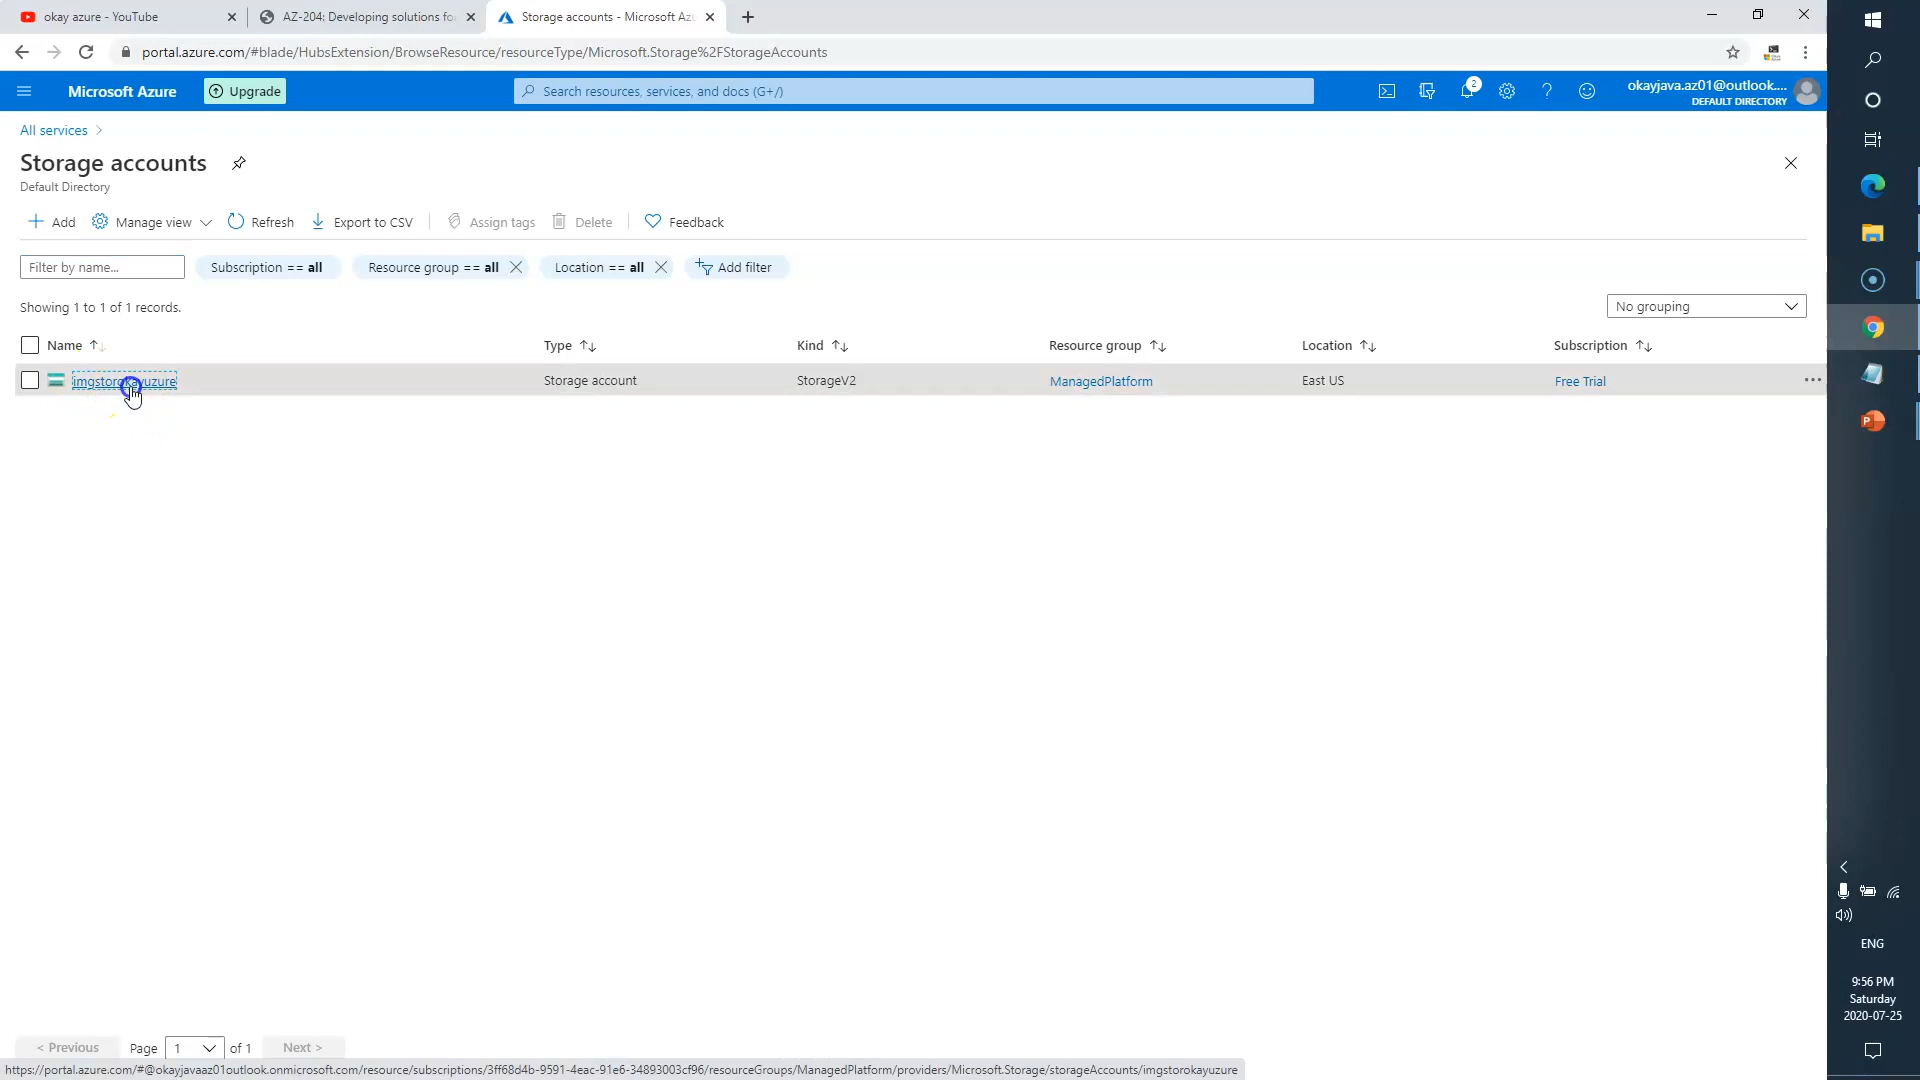 okay azure - YouTube
AZ-204: Developing solutions fo
Storage accounts - Microsoft Az
portal.azure.com/#blade/HubsExtension/BrowseResource/resourceType/Microsoft.Storage%2FStorageAccounts
Microsoft Azure
Upgrade
Search resources, services, and docs (G+/)
2
okayjava.az01@outlook....
DEFAULT DIRECTORY
All services
Storage accounts
Default Directory
Add
Manage view
Refresh
Export to CSV
Assign tags
Delete
Feedback
Filter by name...
Subscription == all
Resource group == all
Location == all
Add filter
Showing 1 to 1 of 1 records.
No grouping
Name
Type
Kind
Resource group
Location
Subscription
imgstorokayuzure
Storage account
StorageV2
ManagedPlatform
East US
Free Trial
ENG
9:56 PM
Saturday
2020-07-25
< Previous
Page
1
of 1
Next >
https://portal.azure.com/#@okayjavaaz01outlook.onmicrosoft.com/resource/subscriptions/3ff68d4b-9591-4eac-91e6-34893003cf96/resourceGroups/ManagedPlatform/providers/Microsoft.Storage/storageAccounts/imgstorokayuzure